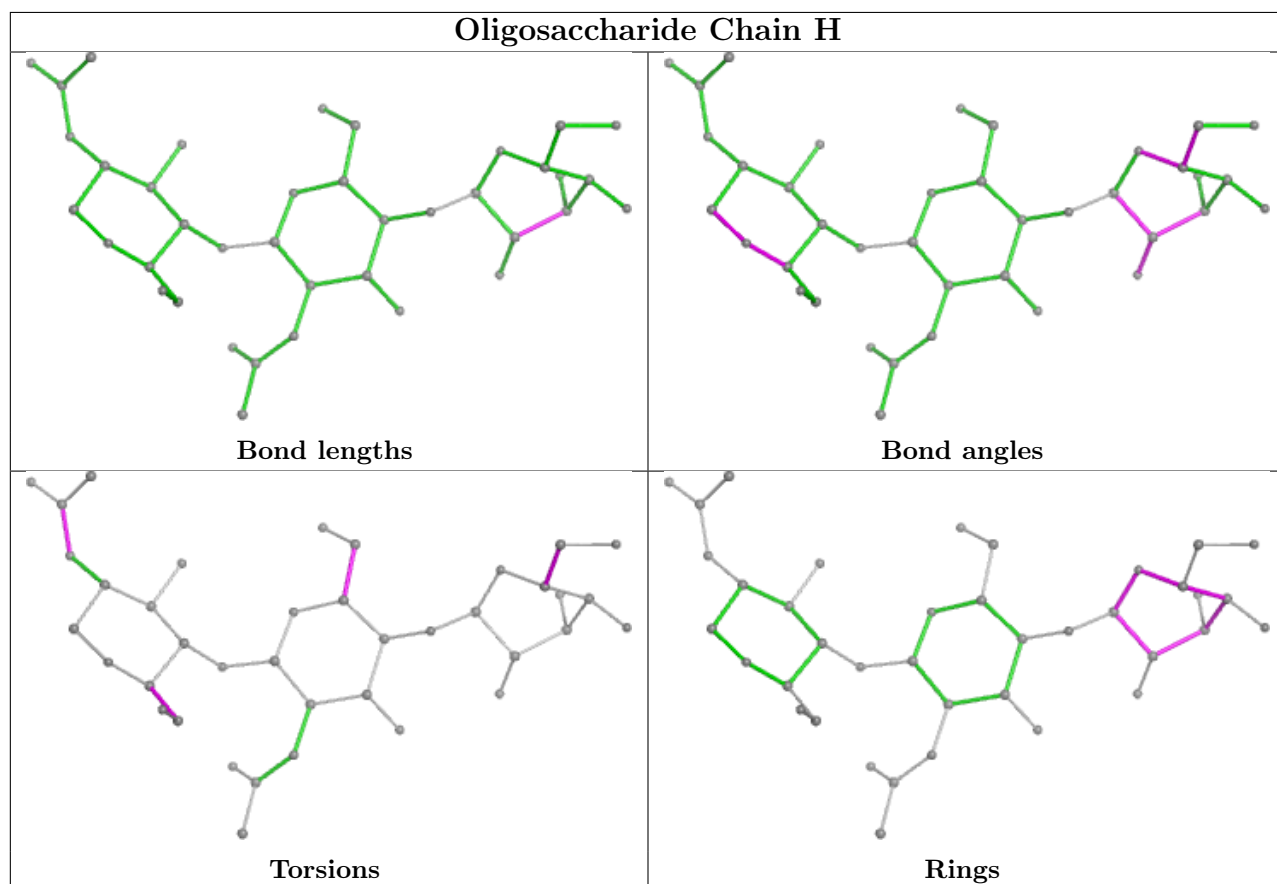 Oligosaccharide Chain H
Bond lengths
Bond angles
Torsions
Rings